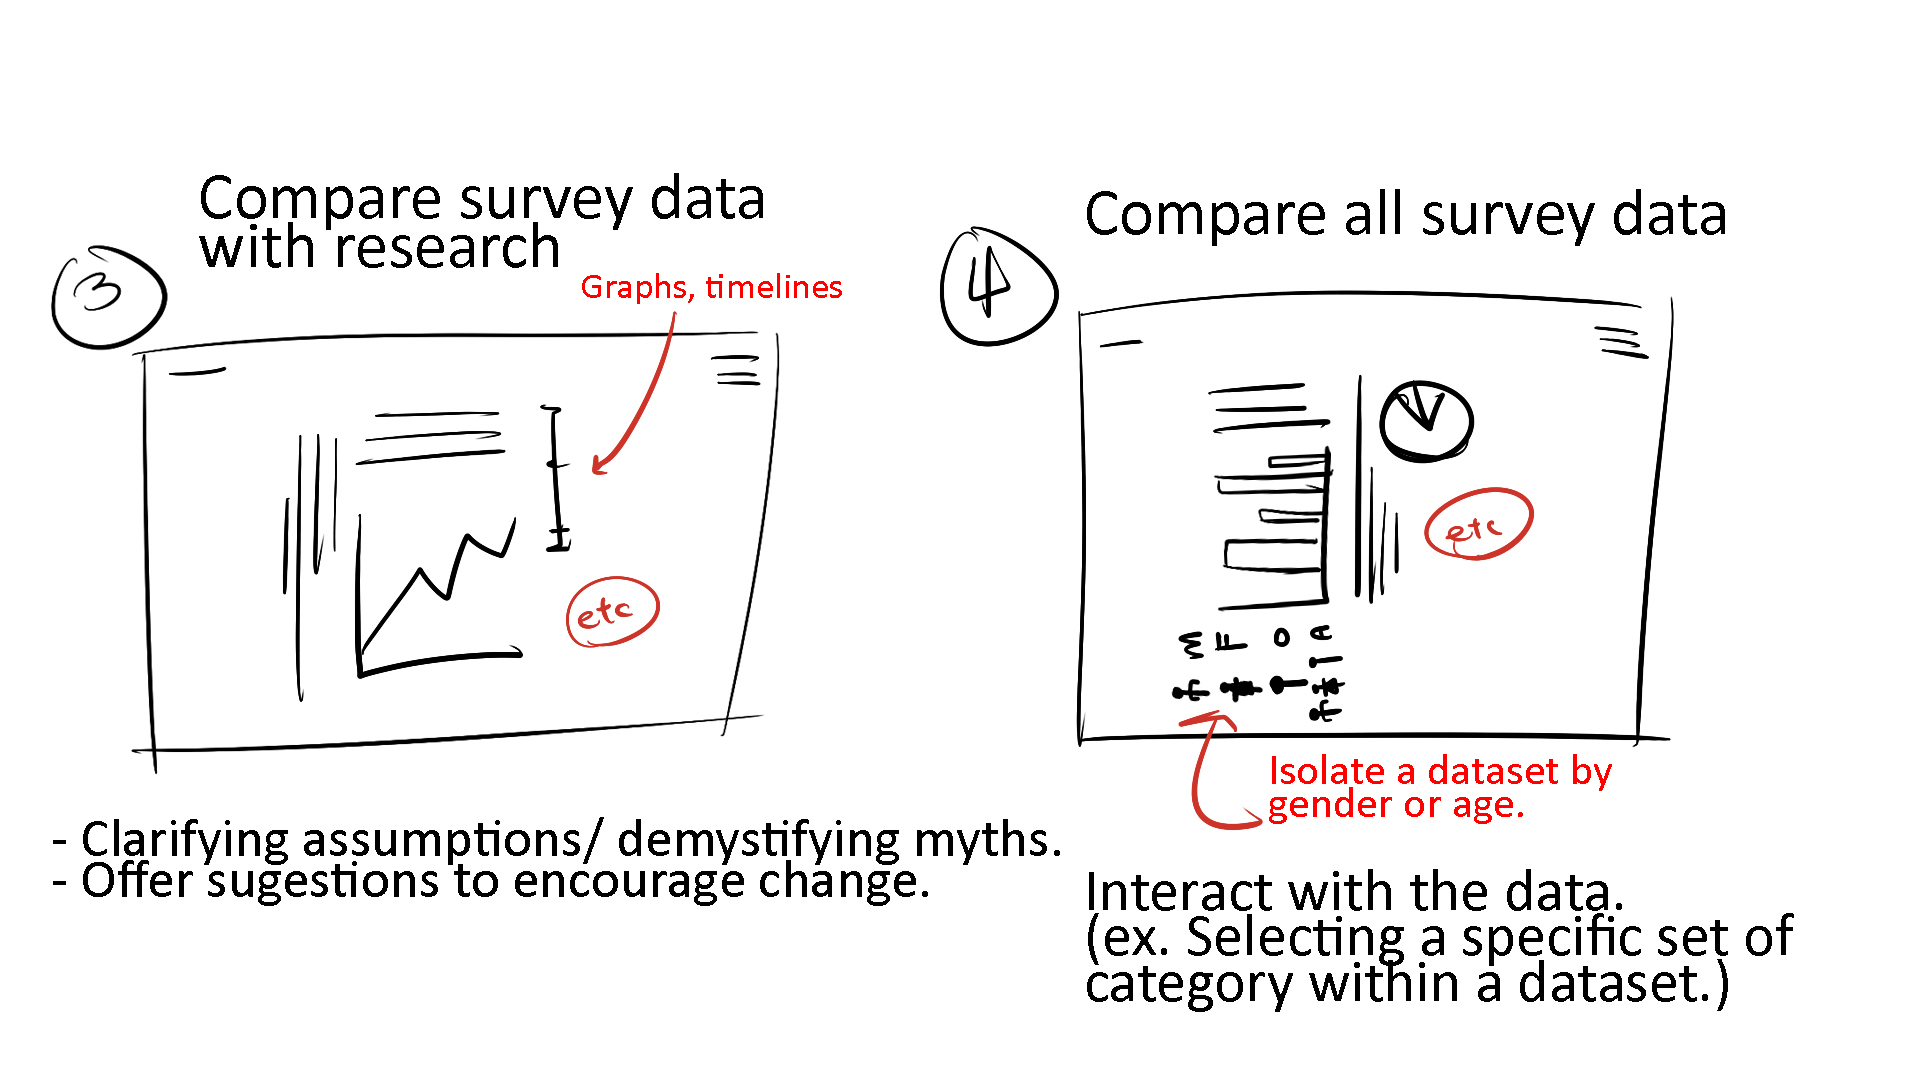 3
Compare survey data
with research
Graphs, timelines
etc
- Clarifying assumptions/ demystifying myths.
- Offer sugestions to encourage change.
4
Compare all survey data
etc
M F O A
Isolate a dataset by
gender or age.
Interact with the data.
(ex. Selecting a specific set of
category within a dataset.)